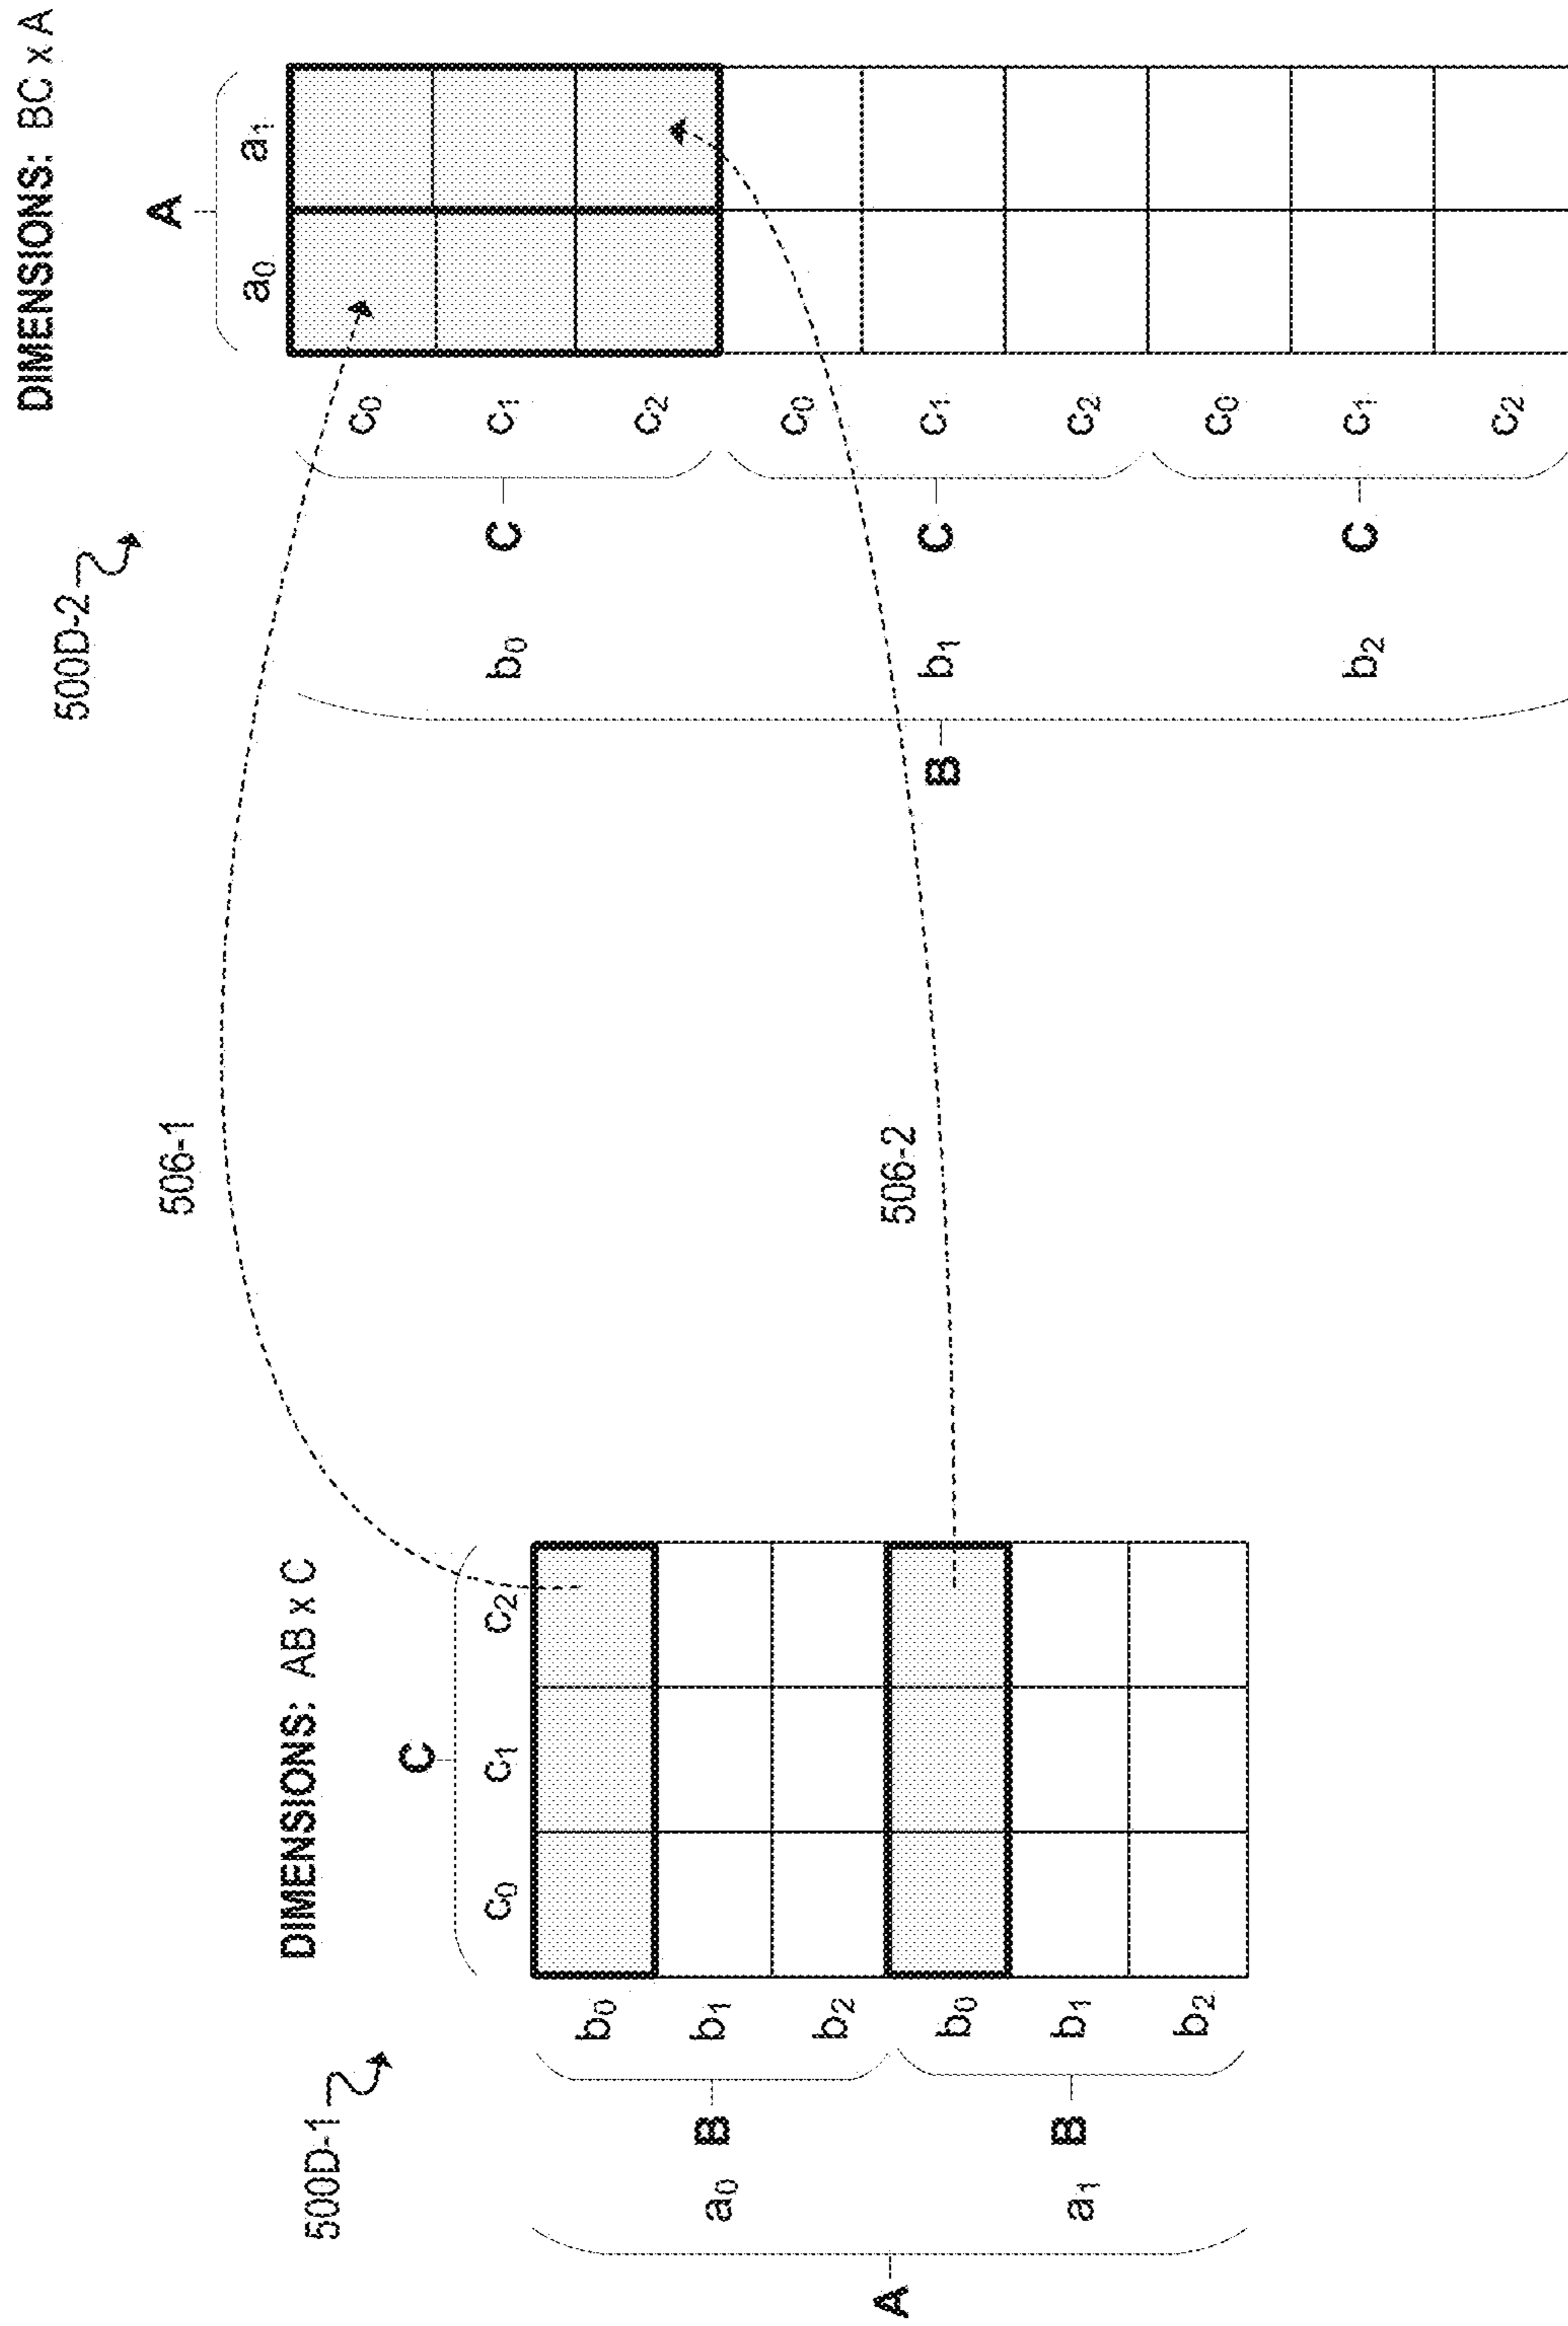 500D-1
DIMENSIONS: AB x C
C
c0 c1 c2
A
a0 B b0
b1
b2
a1 B b0
b1
b2
506-1
506-2
500D-2
DIMENSIONS: BC x A
A
a0 a1
B
b0 C c0
c1
c2
b1 C c0
c1
c2
b2 C c0
c1
c2